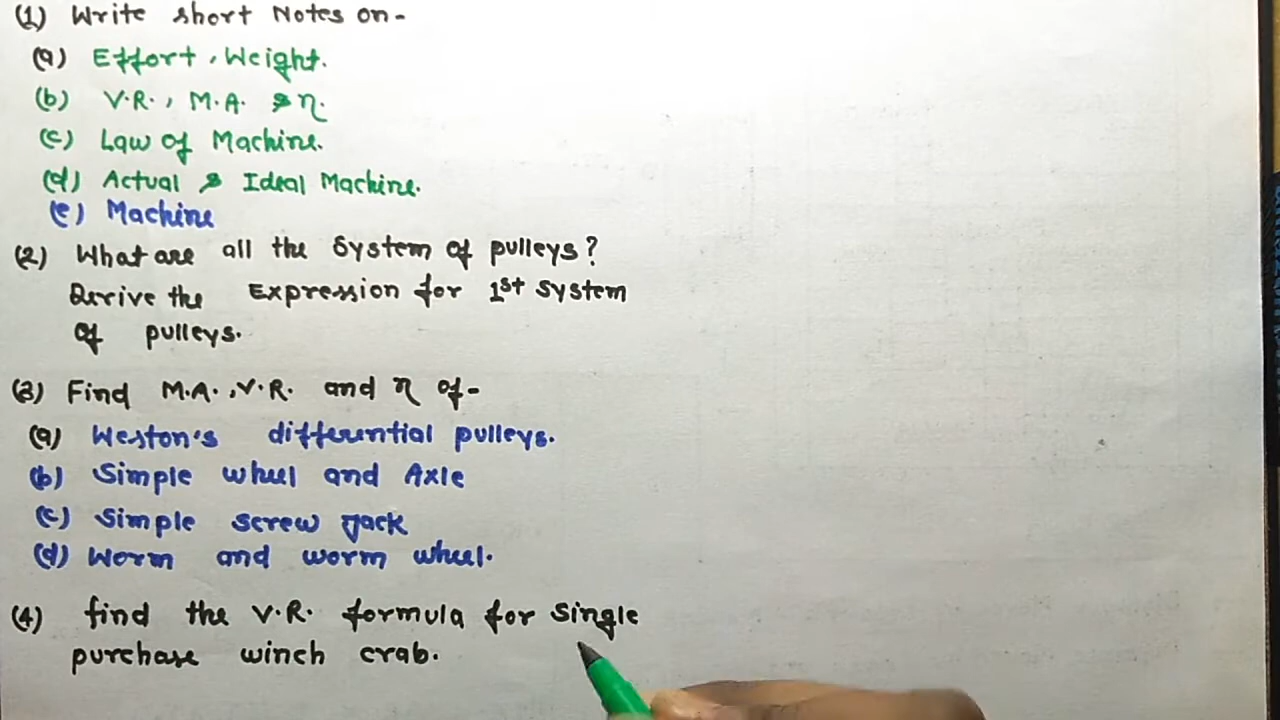 (1) Write short Notes on-
(a) Effort, Weight.
(b) V.R., M.A. & η.
(c) Law of Machine.
(d) Actual & Ideal Machine.
(e) Machine
(2) What are all the System of pulleys?
Derive the Expression for 1st System
of pulleys.
(3) Find M.A., V.R. and η of-
(a) Weston's differential pulleys.
(b) Simple wheel and Axle
(c) Simple screw Jack
(d) Worm and worm wheel.
(4) find the V.R. formula for Single
purchase winch crab.